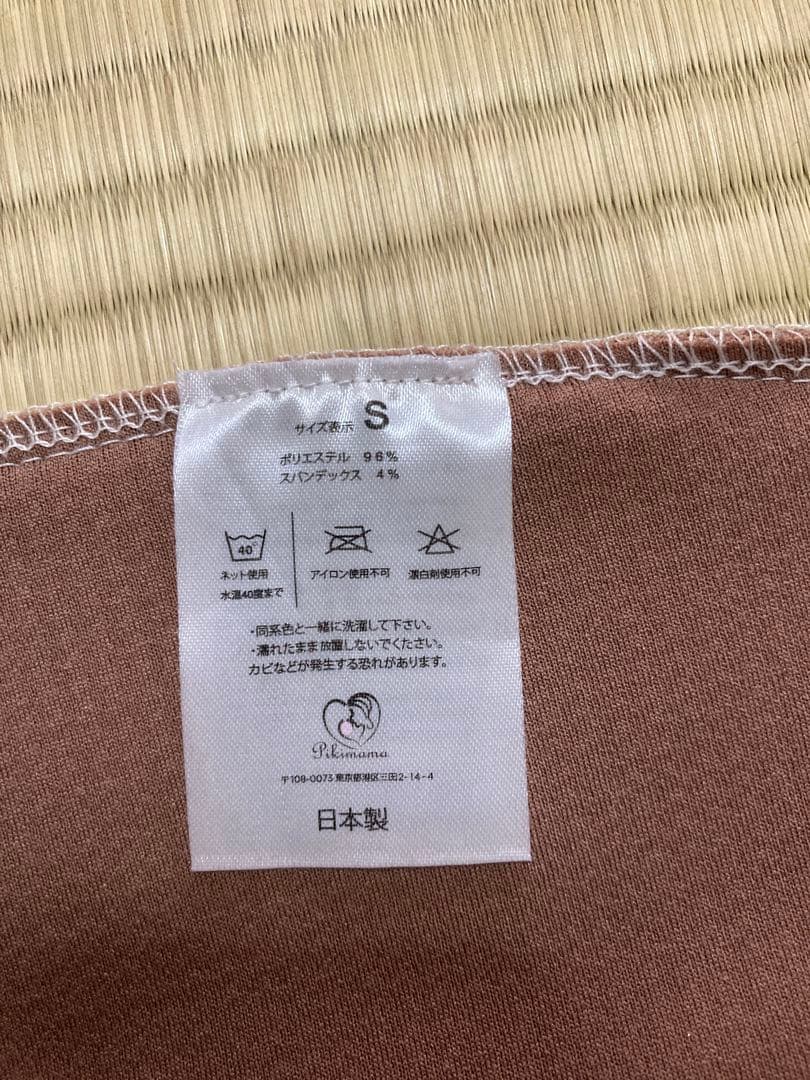 サイズ表示 S
ポリエステル 96%
スパンデックス 4%
40°
ネット使用
水温40度まで
アイロン使用不可
漂白剤使用不可
・同系色と一緒に洗濯して下さい。
・濡れたまま放置しないでください。
カビなどが発生する恐れがあります。
Pikimama
〒108-0073 東京都港区三田2-14-4
日本製